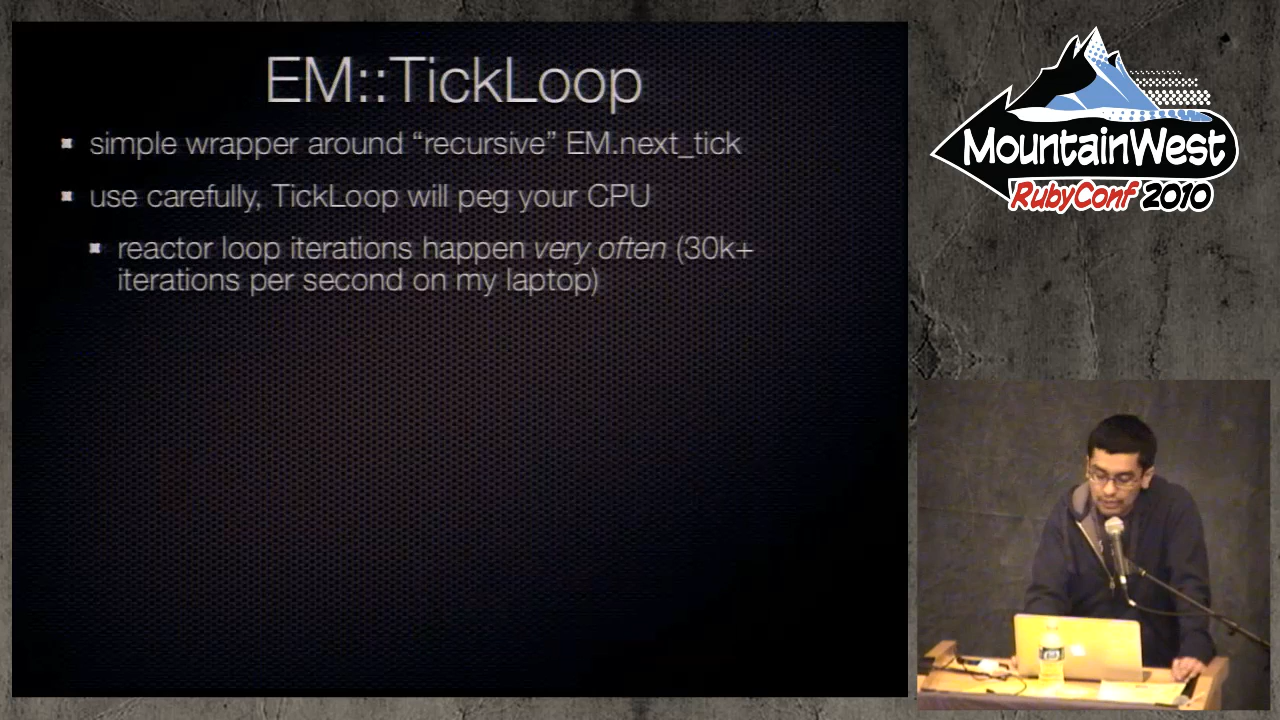 EM::TickLoop
simple wrapper around “recursive” EM.next_tick
use carefully, TickLoop will peg your CPU
reactor loop iterations happen very often (30k+
iterations per second on my laptop)
MountainWest
RubyConf 2010